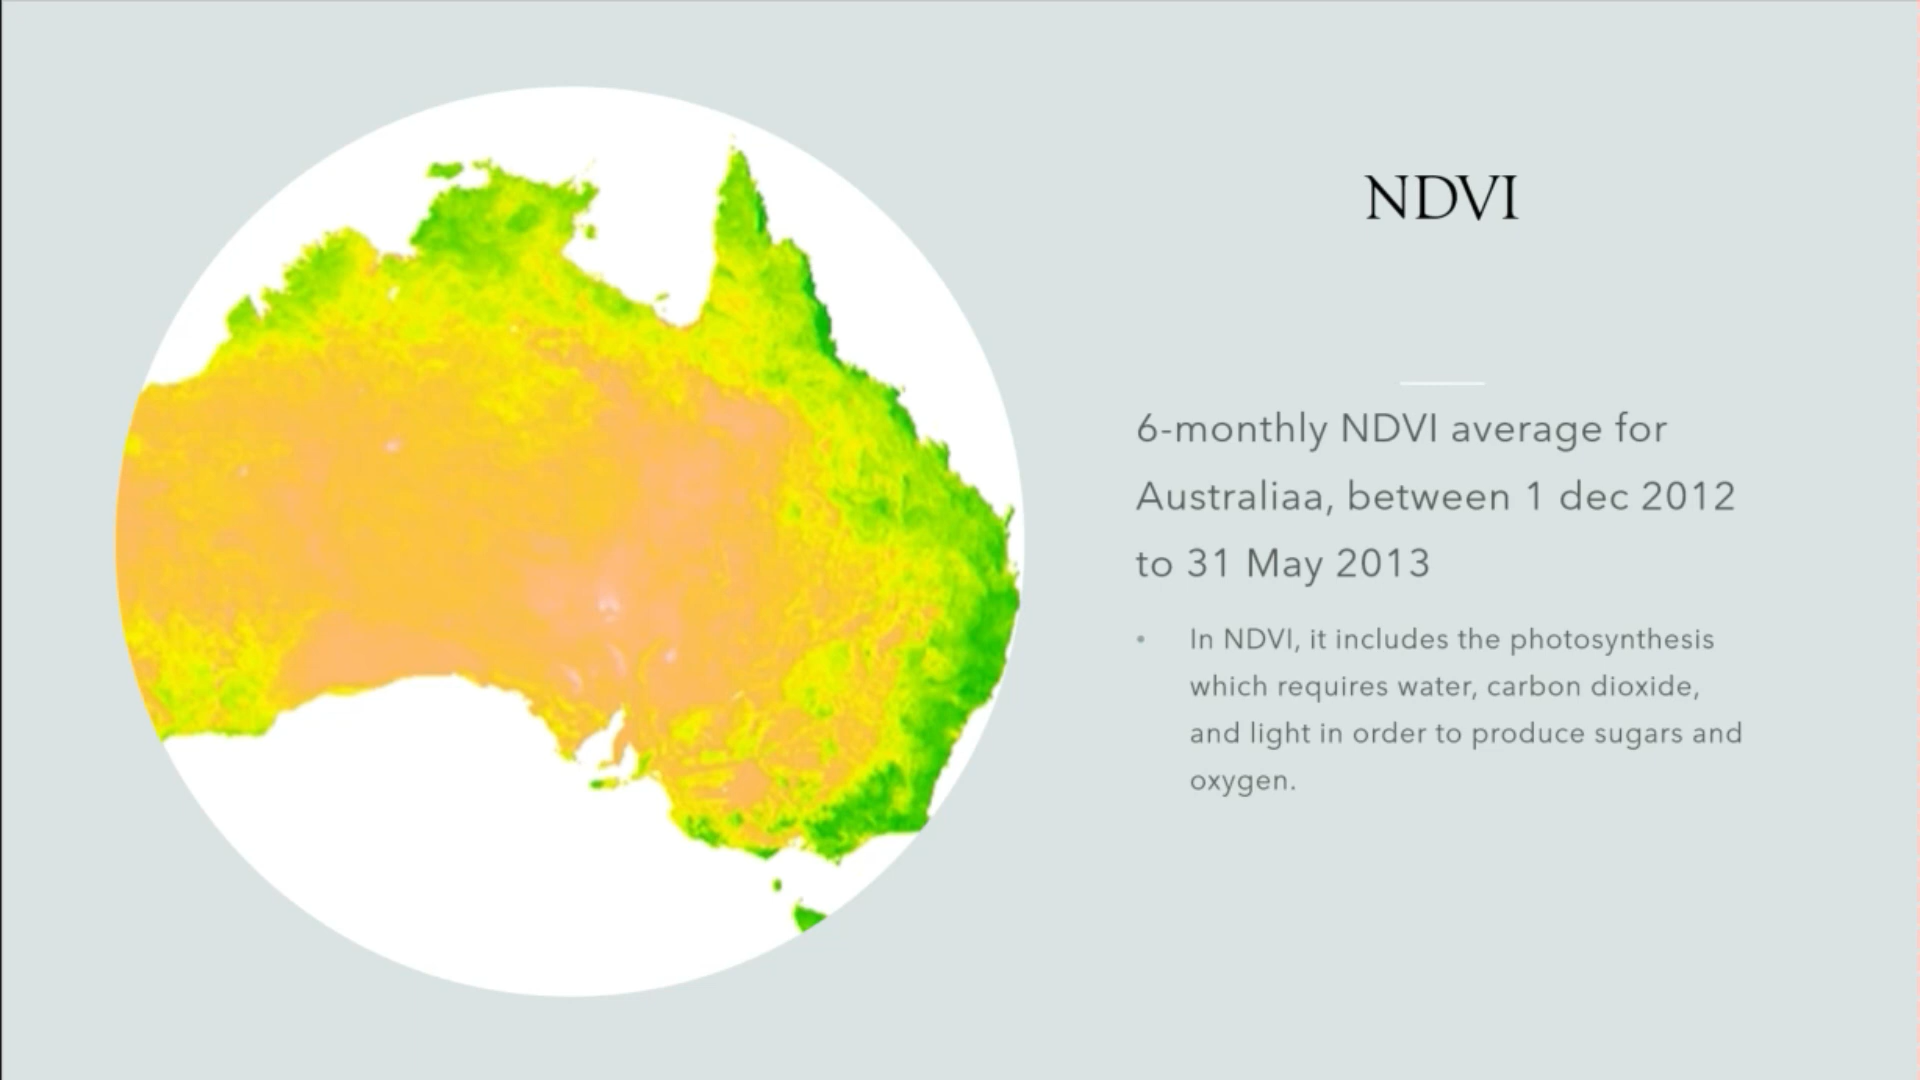 NDVI
6-monthly NDVI average for
Australiaa, between 1 dec 2012
to 31 May 2013
• In NDVI, it includes the photosynthesis
which requires water, carbon dioxide,
and light in order to produce sugars and
oxygen.